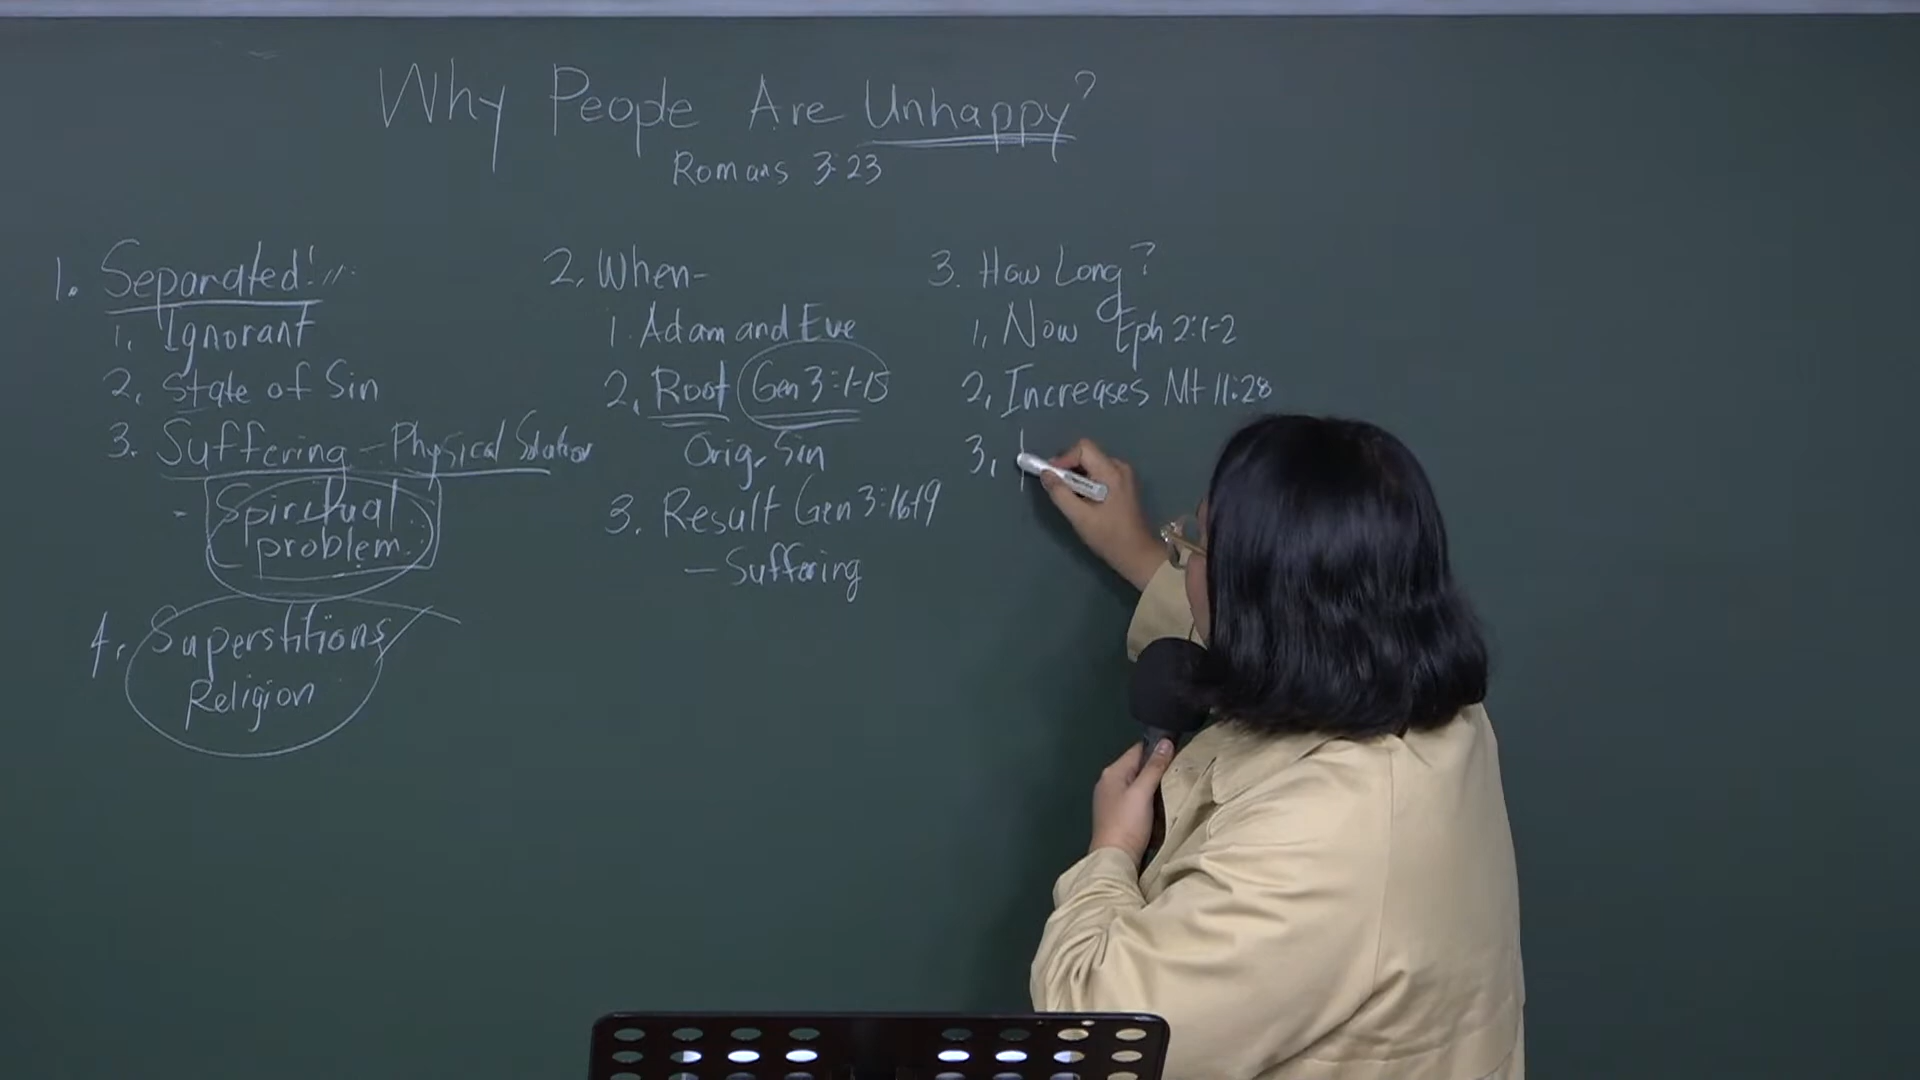 Why People Are Unhappy?
Romans 3:23
1. Separated!
1. Ignorant
2. State of Sin
3. Suffering - Physical Solution
- Spiritual
problem.
4. Superstitions
Religion
2. When-
1. Adam and Eve
2. Root Gen 3:1-15
Orig. Sin
3. Result Gen 3:16-19
- Suffering
3. How Long?
1. Now Eph 2:1-2
2. Increases Mt 11:28
3.